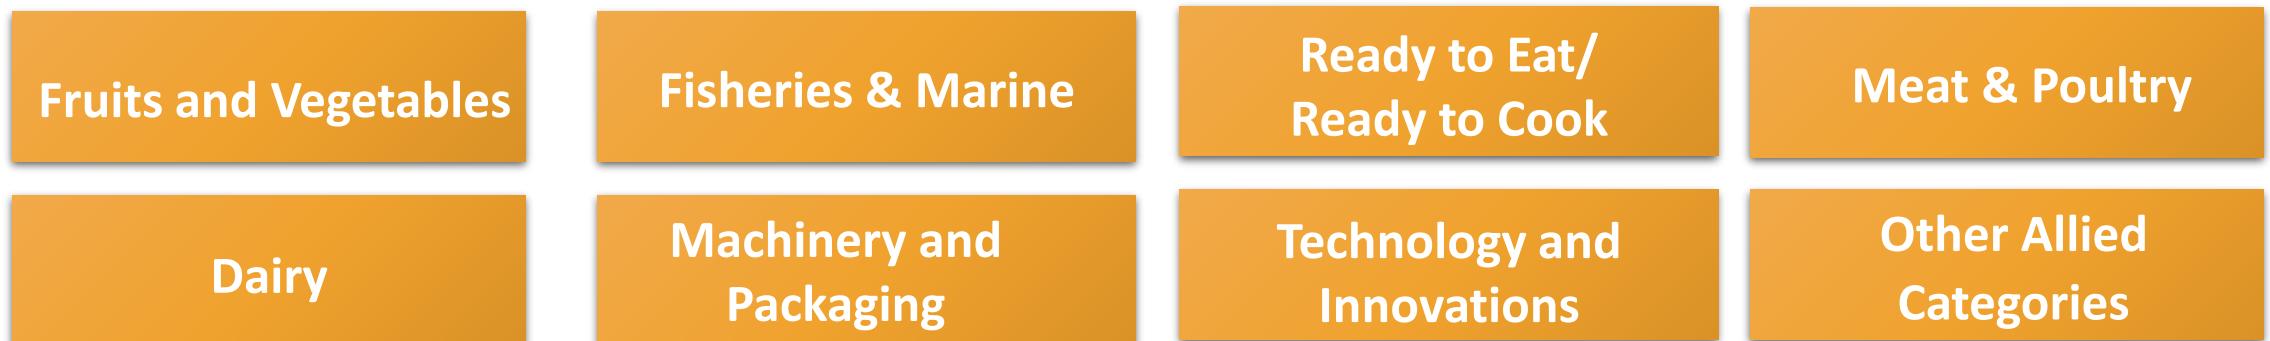 Fruits and Vegetables
Fisheries & Marine
Ready to Eat/
Ready to Cook
Meat & Poultry
Dairy
Machinery and
Packaging
Technology and
Innovations
Other Allied
Categories